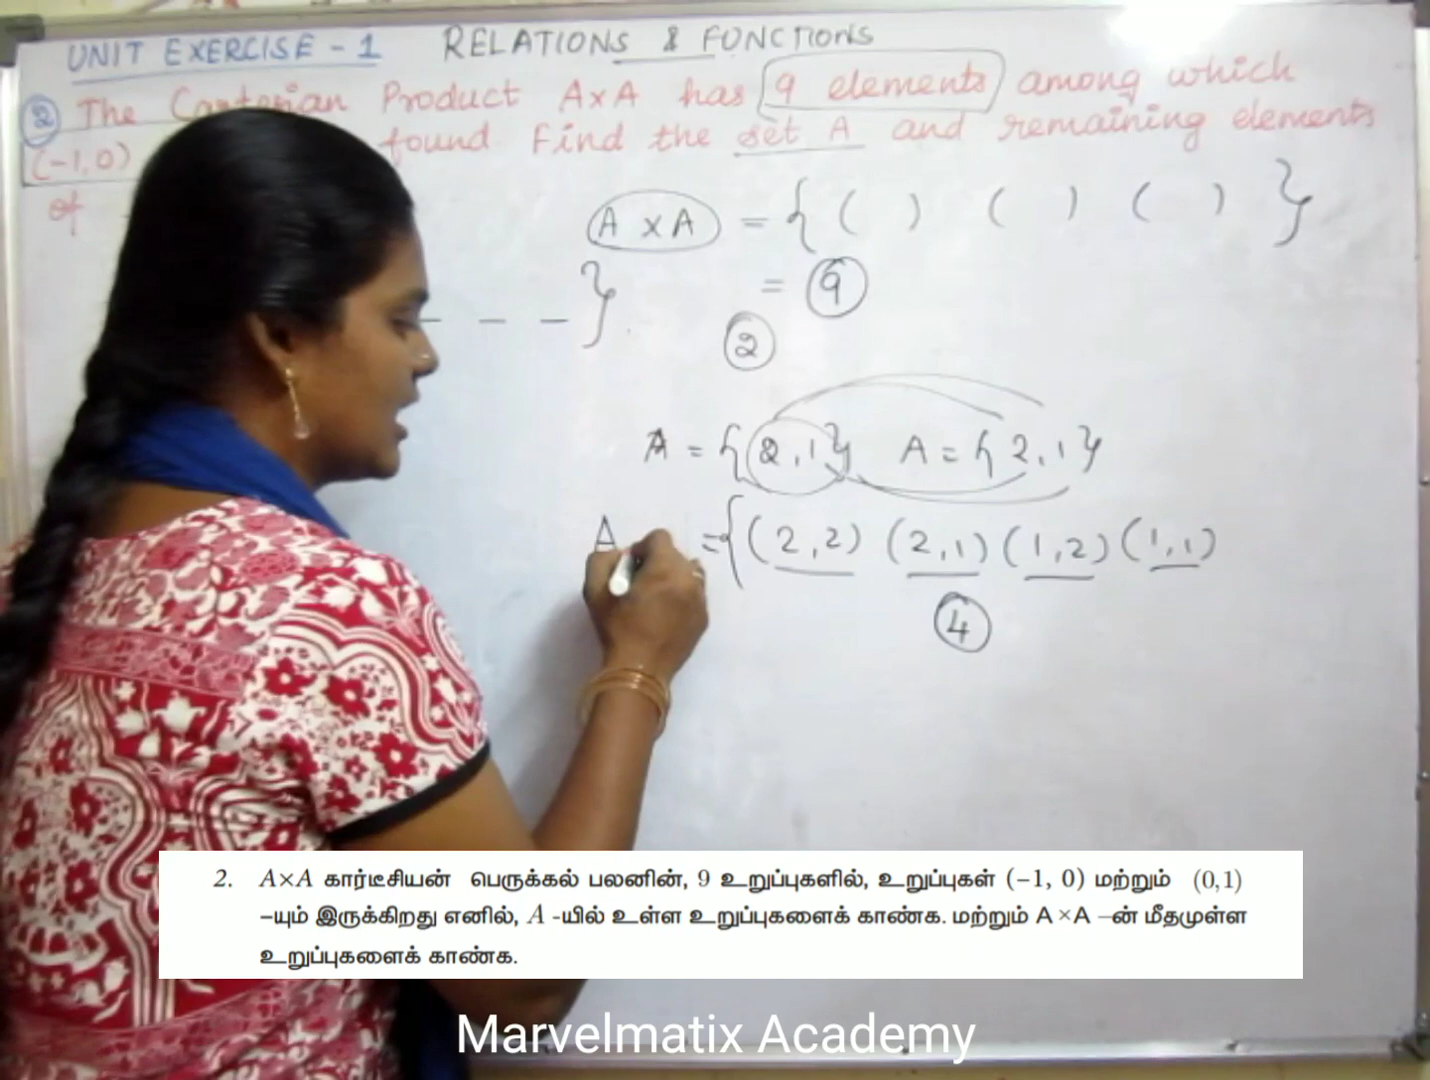 UNIT EXERCISE - 1 RELATIONS & FUNCTIONS
② The Cartesian Product A x A has 9 elements among which
(-1,0) found Find the set A and remaining elements
of
A x A = { ( ) ( ) ( ) }
_ _ _ } = ⑨
②
A = {2,1} A = {2,1}
A = { (2,2) (2,1) (1,2) (1,1)
④
2. A×A கார்டீசியன் பெருக்கல் பலனின், 9 உறுப்புகளில், உறுப்புகள் (−1, 0) மற்றும் (0,1)
–யும் இருக்கிறது எனில், A -யில் உள்ள உறுப்புகளைக் காண்க. மற்றும் A ×A –ன் மீதமுள்ள
உறுப்புகளைக் காண்க.
Marvelmatix Academy